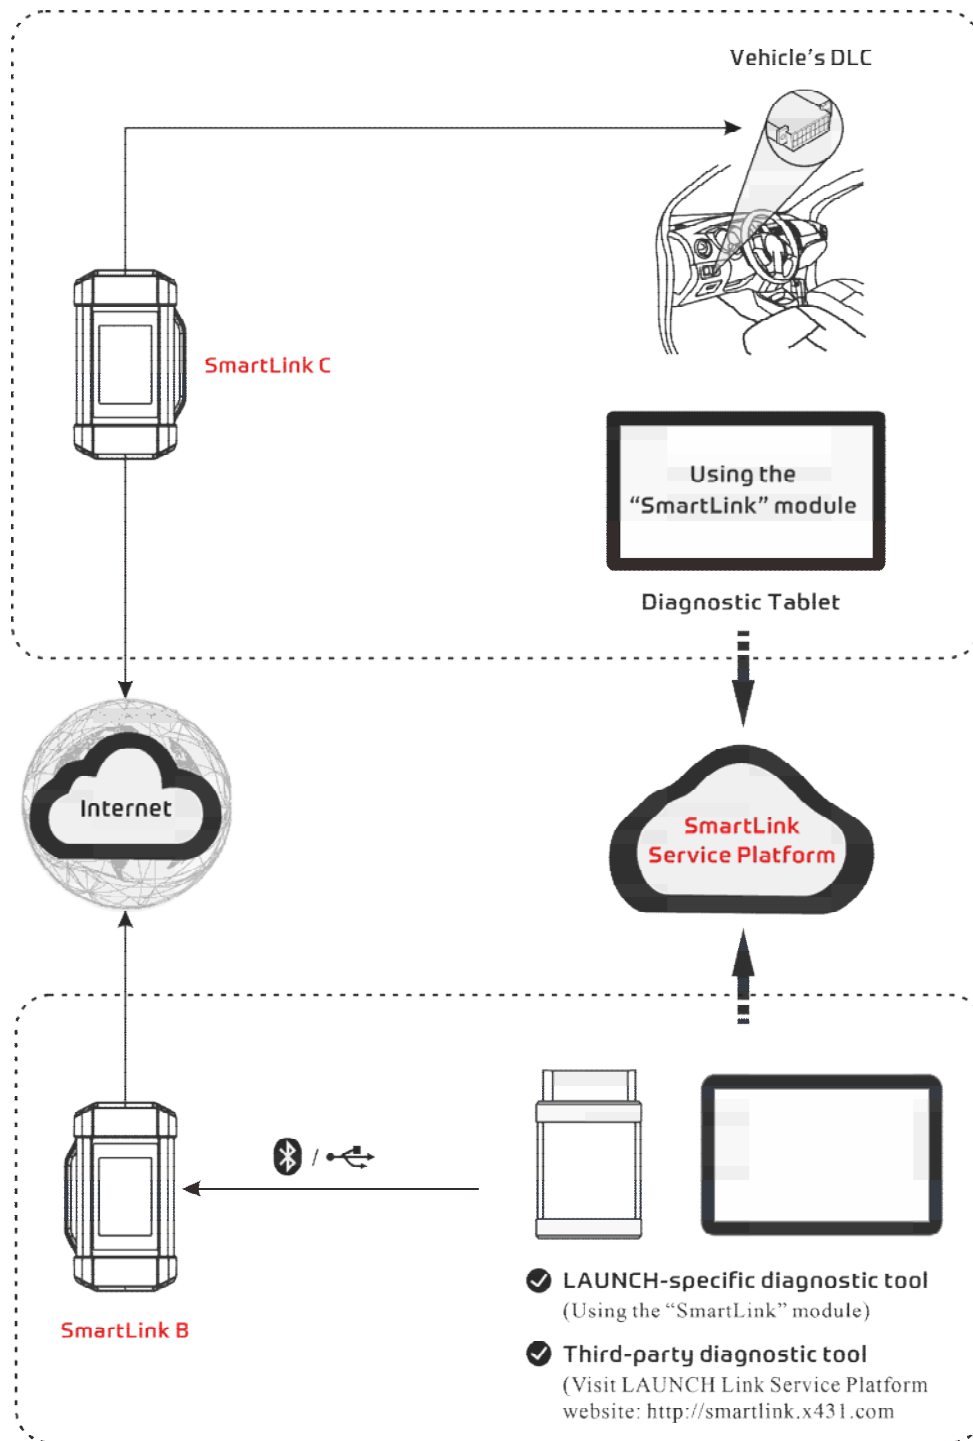 Vehicle's DLC
SmartLink C
Using the
“SmartLink” module
Diagnostic Tablet
Internet
SmartLink
Service Platform
/
SmartLink B
LAUNCH-specific diagnostic tool
(Using the “SmartLink” module)
Third-party diagnostic tool
(Visit LAUNCH Link Service Platform
website: http://smartlink.x431.com